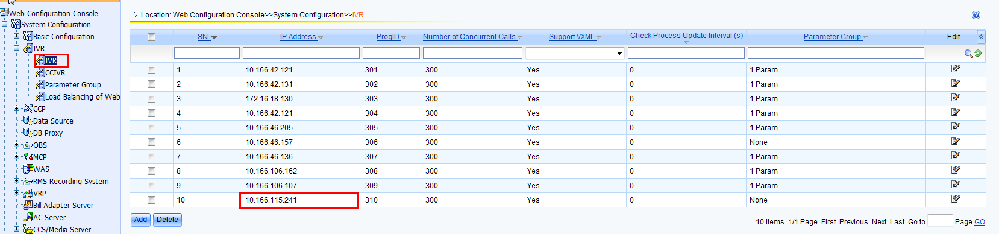 Web Configuration Console
System Configuration
Basic Configuration
IVR
IVR
CCIVR
Parameter Group
Load Balancing of Web
CCP
Data Source
DB Proxy
OBS
MCP
WAS
RMS Recording System
VRP
Bill Adapter Server
AC Server
CCS/Media Server
Location: Web Configuration Console>>System Configuration>>IVR
SN. IP Address ProgID Number of Concurrent Calls Support VXML Check Process Update Interval (s) Parameter Group Edit
1 10.166.42.121 301 300 Yes 0 1 Param
2 10.166.42.131 302 300 Yes 0 1 Param
3 172.16.18.130 303 300 Yes 0 1 Param
4 10.166.42.121 304 300 Yes 0 1 Param
5 10.166.46.205 305 300 Yes 0 1 Param
6 10.166.46.157 306 300 Yes 0 None
7 10.166.46.136 307 300 Yes 0 1 Param
8 10.166.106.162 308 300 Yes 0 1 Param
9 10.166.106.107 309 300 Yes 0 1 Param
10 10.166.115.241 310 300 Yes 0 None
Add Delete
10 items 1/1 Page First Previous Next Last Go to Page GO